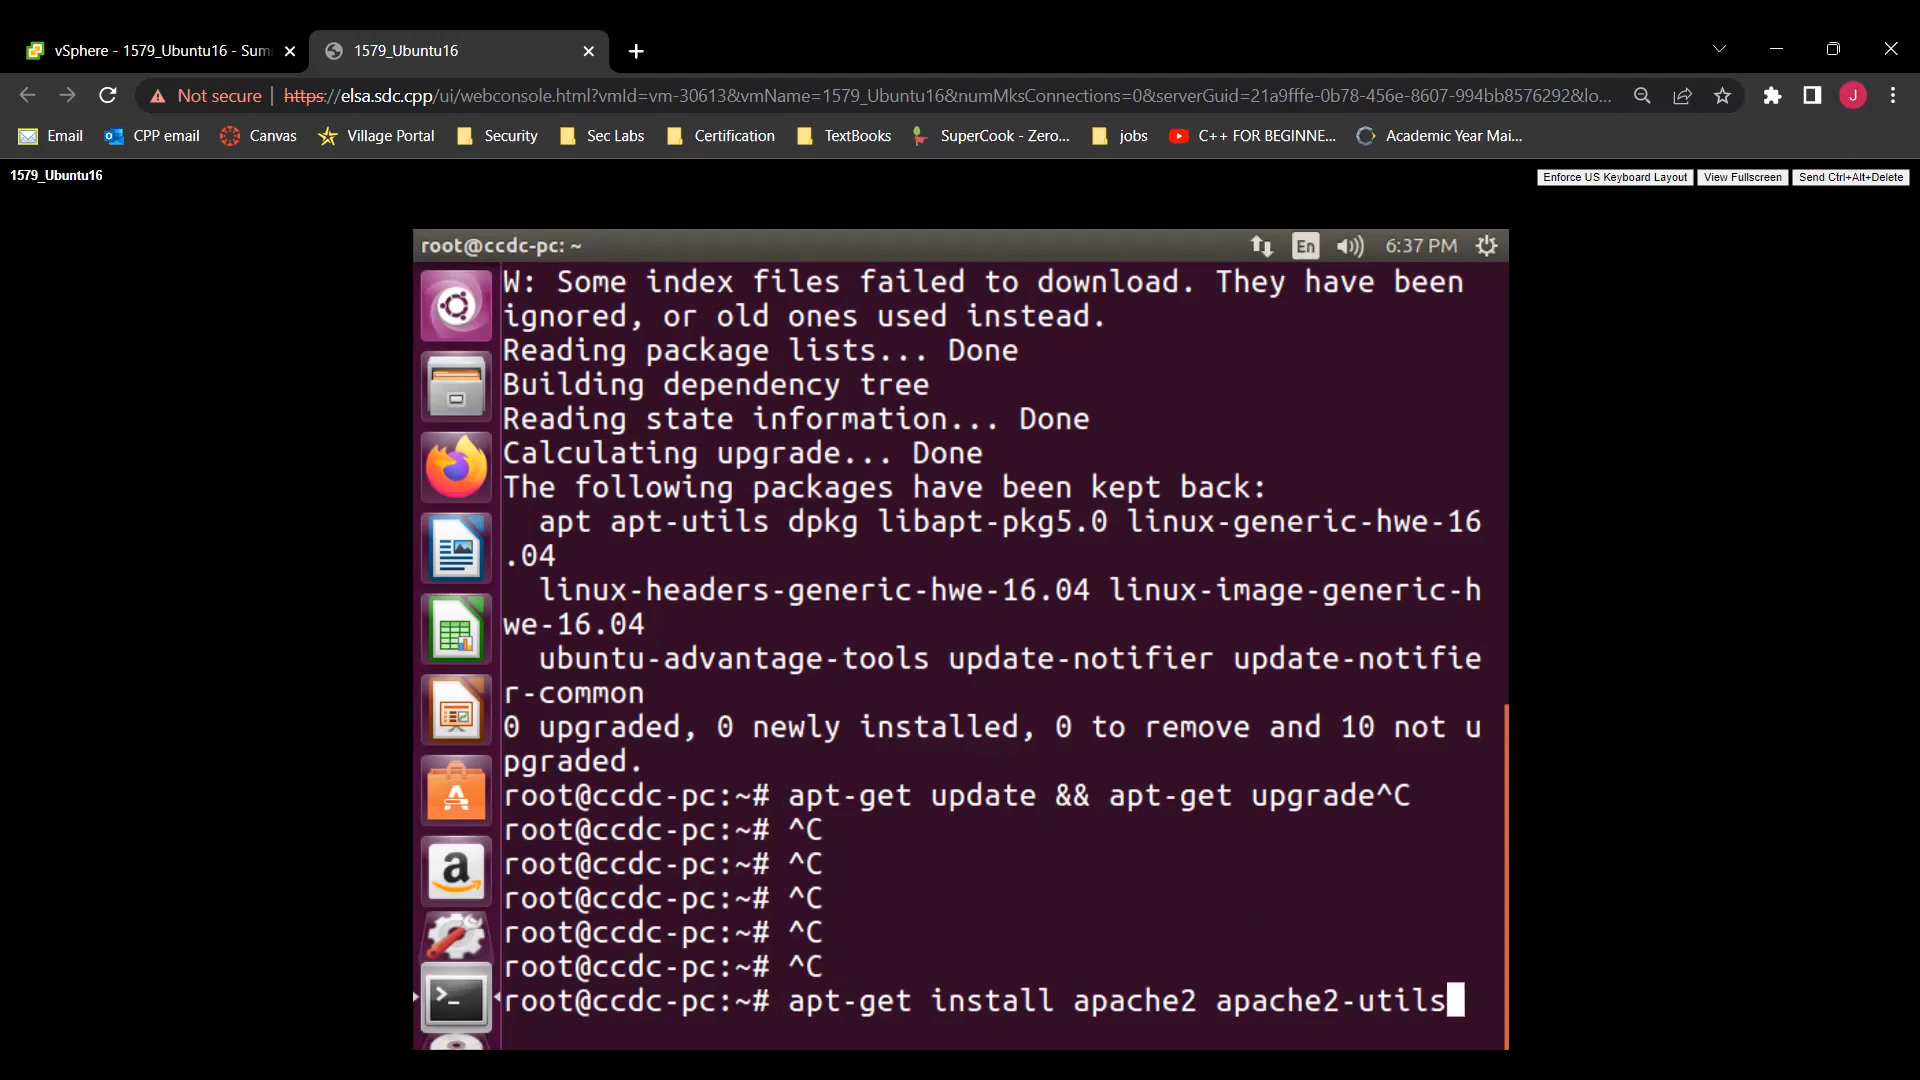 vSphere - 1579_Ubuntu16 - Sum
1579_Ubuntu16
Not secure | https://elsa.sdc.cpp/ui/webconsole.html?vmId=vm-30613&vmName=1579_Ubuntu16&numMksConnections=0&serverGuid=21a9fffe-0b78-456e-8607-994bb8576292&lo...
J
Email
CPP email
Canvas
Village Portal
Security
Sec Labs
Certification
TextBooks
SuperCook - Zero...
jobs
C++ FOR BEGINNE...
Academic Year Mai...
1579_Ubuntu16
Enforce US Keyboard Layout
View Fullscreen
Send Ctrl+Alt+Delete
root@ccdc-pc: ~
En
6:37 PM
W: Some index files failed to download. They have been
ignored, or old ones used instead.
Reading package lists... Done
Building dependency tree
Reading state information... Done
Calculating upgrade... Done
The following packages have been kept back:
apt apt-utils dpkg libapt-pkg5.0 linux-generic-hwe-16
.04
linux-headers-generic-hwe-16.04 linux-image-generic-h
we-16.04
ubuntu-advantage-tools update-notifier update-notifie
r-common
0 upgraded, 0 newly installed, 0 to remove and 10 not u
pgraded.
root@ccdc-pc:~# apt-get update && apt-get upgrade^C
root@ccdc-pc:~# ^C
root@ccdc-pc:~# ^C
root@ccdc-pc:~# ^C
root@ccdc-pc:~# ^C
root@ccdc-pc:~# ^C
root@ccdc-pc:~# apt-get install apache2 apache2-utils